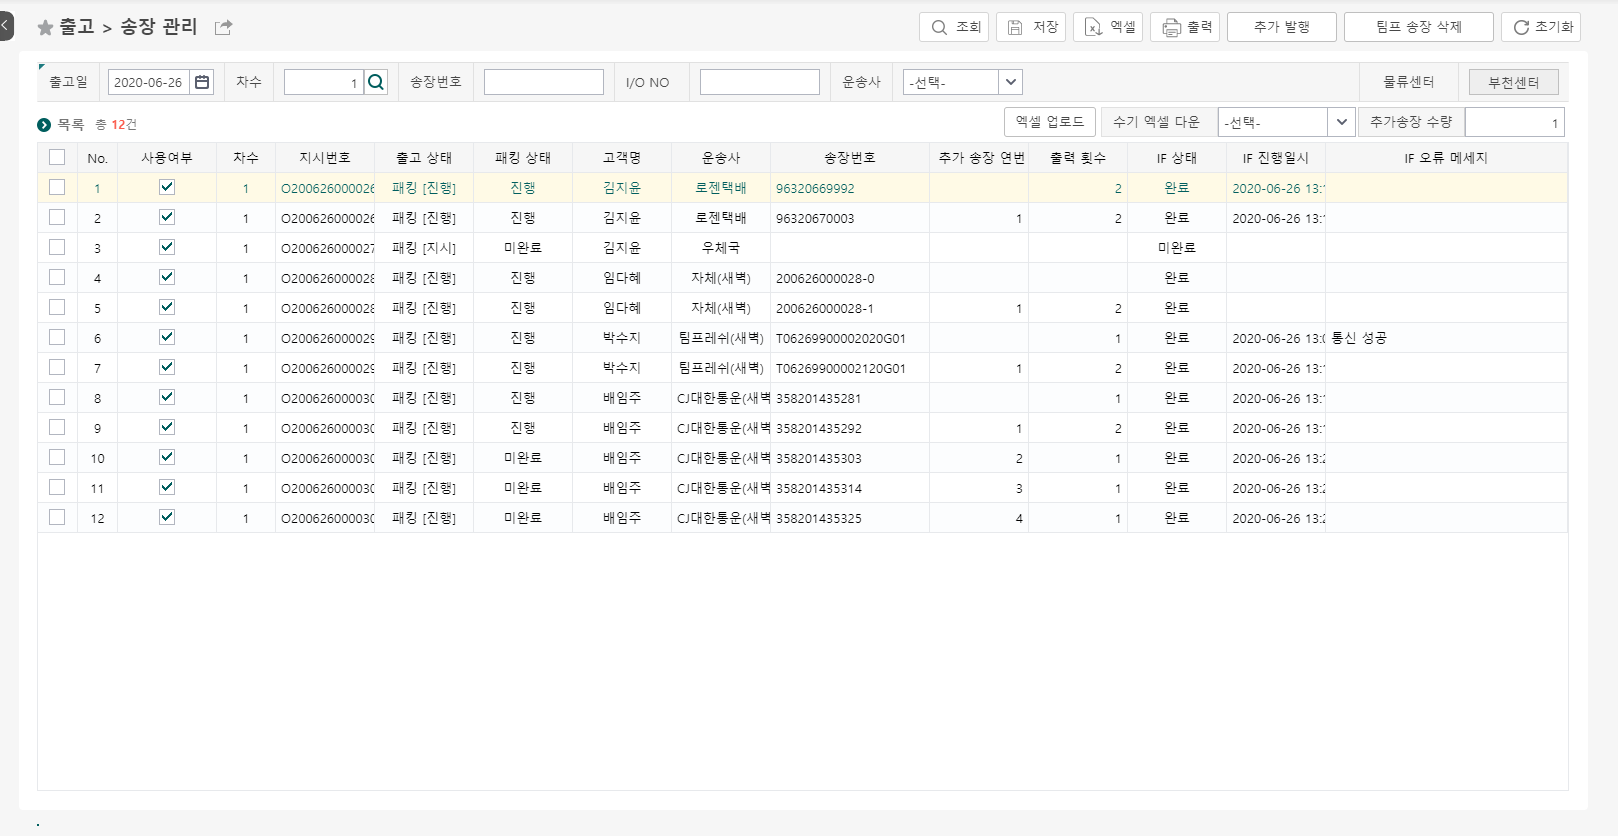 출고 > 송장 관리
조회 저장 엑셀 출력 추가 발행 팀프 송장 삭제 초기화
출고일 2020-06-26 차수 1 송장번호 I/O NO 운송사 -선택- 물류센터 부천센터
목록 총 12건 엑셀 업로드 수기 엑셀 다운 -선택- 추가송장 수량 1
No. 사용여부 차수 지시번호 출고 상태 패킹 상태 고객명 운송사 송장번호 추가 송장 연번 출력 횟수 IF 상태 IF 진행일시 IF 오류 메세지
1 1 O200626000026 패킹 [진행] 진행 김지윤 로젠택배 96320669992 2 완료 2020-06-26 13:1
2 1 O200626000026 패킹 [진행] 진행 김지윤 로젠택배 96320670003 1 2 완료 2020-06-26 13:1
3 1 O200626000027 패킹 [지시] 미완료 김지윤 우체국 미완료
4 1 O200626000028 패킹 [진행] 진행 임다혜 자체(새벽) 200626000028-0 완료
5 1 O200626000028 패킹 [진행] 진행 임다혜 자체(새벽) 200626000028-1 1 2 완료
6 1 O200626000029 패킹 [진행] 진행 박수지 팀프레쉬(새벽) T06269900002020G01 1 완료 2020-06-26 13:0 통신 성공
7 1 O200626000029 패킹 [진행] 진행 박수지 팀프레쉬(새벽) T06269900002120G01 1 2 완료 2020-06-26 13:1
8 1 O200626000030 패킹 [진행] 진행 배임주 CJ대한통운(새벽 358201435281 1 완료 2020-06-26 13:1
9 1 O200626000030 패킹 [진행] 진행 배임주 CJ대한통운(새벽 358201435292 1 2 완료 2020-06-26 13:1
10 1 O200626000030 패킹 [진행] 미완료 배임주 CJ대한통운(새벽 358201435303 2 1 완료 2020-06-26 13:2
11 1 O200626000030 패킹 [진행] 미완료 배임주 CJ대한통운(새벽 358201435314 3 1 완료 2020-06-26 13:2
12 1 O200626000030 패킹 [진행] 미완료 배임주 CJ대한통운(새벽 358201435325 4 1 완료 2020-06-26 13:2